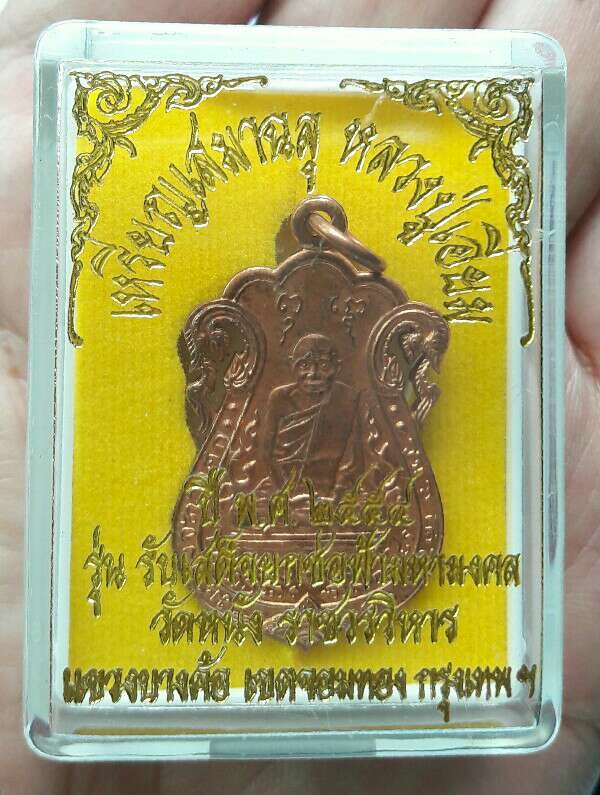 เหรียญเสมาฉลุ หลวงปู่เอี่ยม
ปี พ.ศ. ๒๕๕๔
รุ่น รับเสด็จยกช่อฟ้ามหามงคล
วัดหนัง ราชวรวิหาร
แขวงบางค้อ เขตจอมทอง กรุงเทพ ฯ